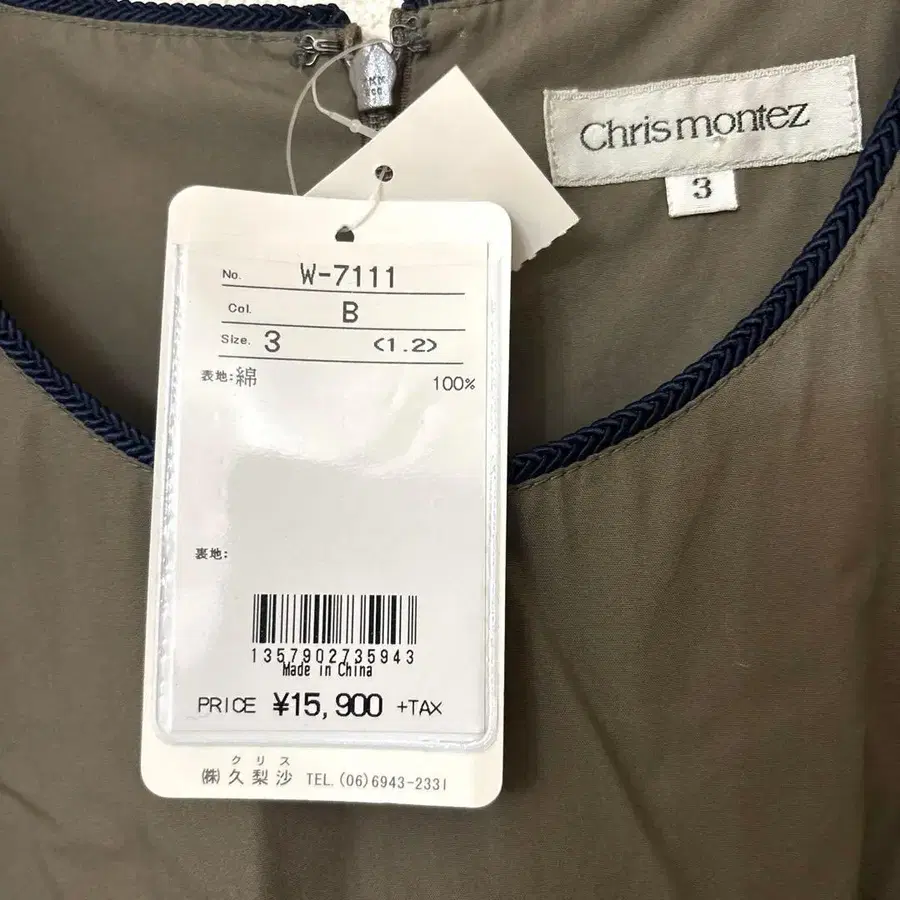 YKK
Chris montez
3
No. W-7111
Col. B
Size. 3 <1.2>
表地:綿 100%
裏地:
1357902735943
Made in China
PRICE ¥15,900 +TAX
クリス
㈱ 久梨沙 TEL.(06)6943-2331